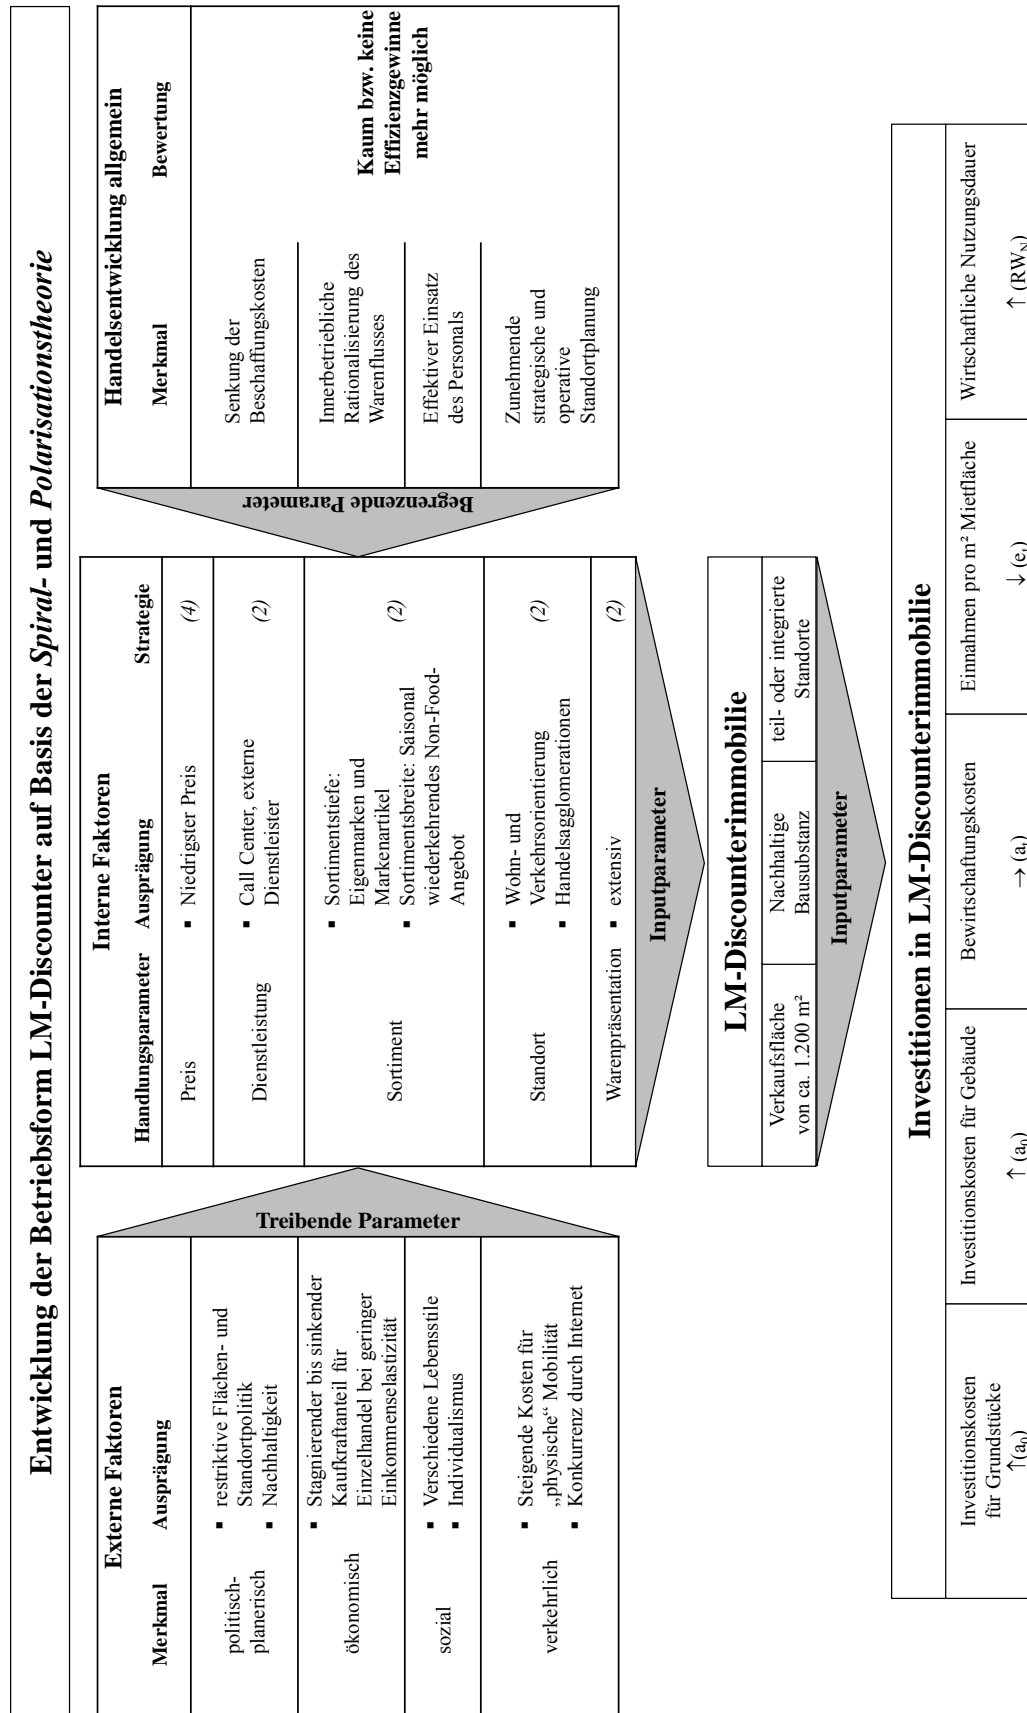 Entwicklung der Betriebsform LM-Discounter auf Basis der Spiral- und Polarisationstheorie
Externe Faktoren
Merkmal Ausprägung
politisch-
planerisch
▪ restriktive Flächen- und
Standortpolitik
▪ Nachhaltigkeit
ökonomisch
▪ Stagnierender bis sinkender
Kaufkraftanteil für
Einzelhandel bei geringer
Einkommenselastizität
sozial
▪ Verschiedene Lebensstile
▪ Individualismus
verkehrlich
▪ Steigende Kosten für
„physische“ Mobilität
▪ Konkurrenz durch Internet
Treibende Parameter
Interne Faktoren
Handlungsparameter Ausprägung Strategie
Preis ▪ Niedrigster Preis (4)
Dienstleistung
▪ Call Center, externe
Dienstleister
(2)
Sortiment
▪ Sortimentstiefe:
Eigenmarken und
Markenartikel
▪ Sortimentsbreite: Saisonal
wiederkehrendes Non-Food-
Angebot
(2)
Standort
▪ Wohn- und
Verkehrsorientierung
▪ Handelsagglomerationen
(2)
Warenpräsentation ▪ extensiv (2)
Begrenzende Parameter
Handelsentwicklung allgemein
Merkmal Bewertung
Senkung der
Beschaffungskosten
Innerbetriebliche
Rationalisierung des
Warenflusses
Effektiver Einsatz
des Personals
Zunehmende
strategische und
operative
Standortplanung
Kaum bzw. keine
Effizienzgewinne
mehr möglich
Inputparameter
LM-Discounterimmobilie
Verkaufsfläche
von ca. 1.200 m²
Nachhaltige
Bausubstanz
teil- oder integrierte
Standorte
Inputparameter
Investitionen in LM-Discounterimmobilie
Investitionskosten
für Grundstücke
↑(a₀)
Investitionskosten für Gebäude
↑ (a₀)
Bewirtschaftungskosten
→ (aₜ)
Einnahmen pro m² Mietfläche
↓ (eₜ)
Wirtschaftliche Nutzungsdauer
↑ (RW_N)